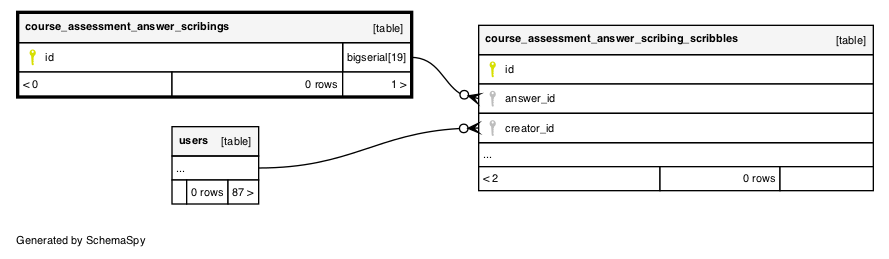 course_assessment_answer_scribings [table]
id bigserial[19]
< 0 0 rows 1 >
course_assessment_answer_scribing_scribbles [table]
id
answer_id
creator_id
...
< 2 0 rows
users [table]
...
0 rows 87 >
Generated by SchemaSpy